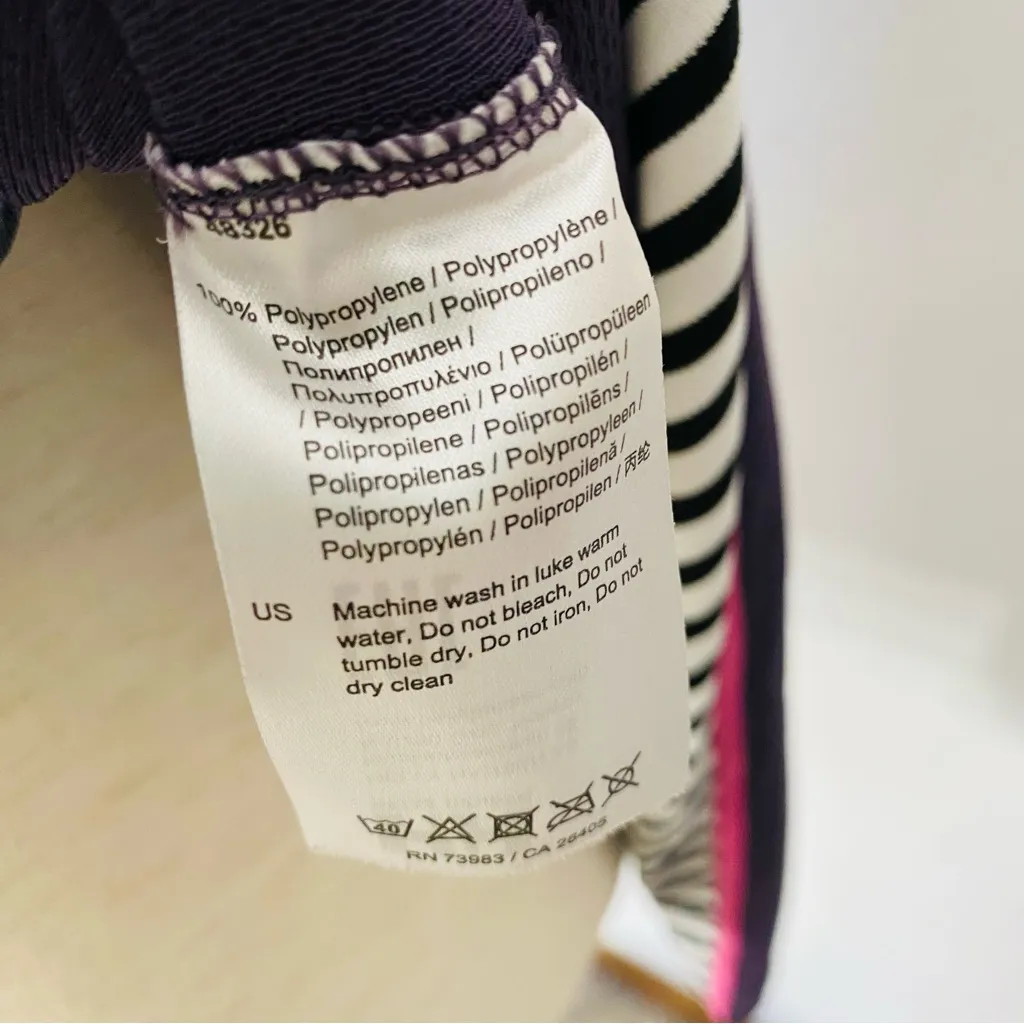 48326
100% Polypropylene / Polypropylène /
Polypropylen / Polipropileno /
Полипропилен /
Πολυπροπυλένιο / Polüpropüleen
/ Polypropeeni / Polipropilén /
Polipropilene / Polipropilēns /
Polipropilenas / Polypropyleen /
Polipropylen / Polipropilenă /
Polypropylén / Polipropilen / 丙纶
US Machine wash in luke warm
water, Do not bleach, Do not
tumble dry, Do not iron, Do not
dry clean
40
RN 73983 / CA 26405